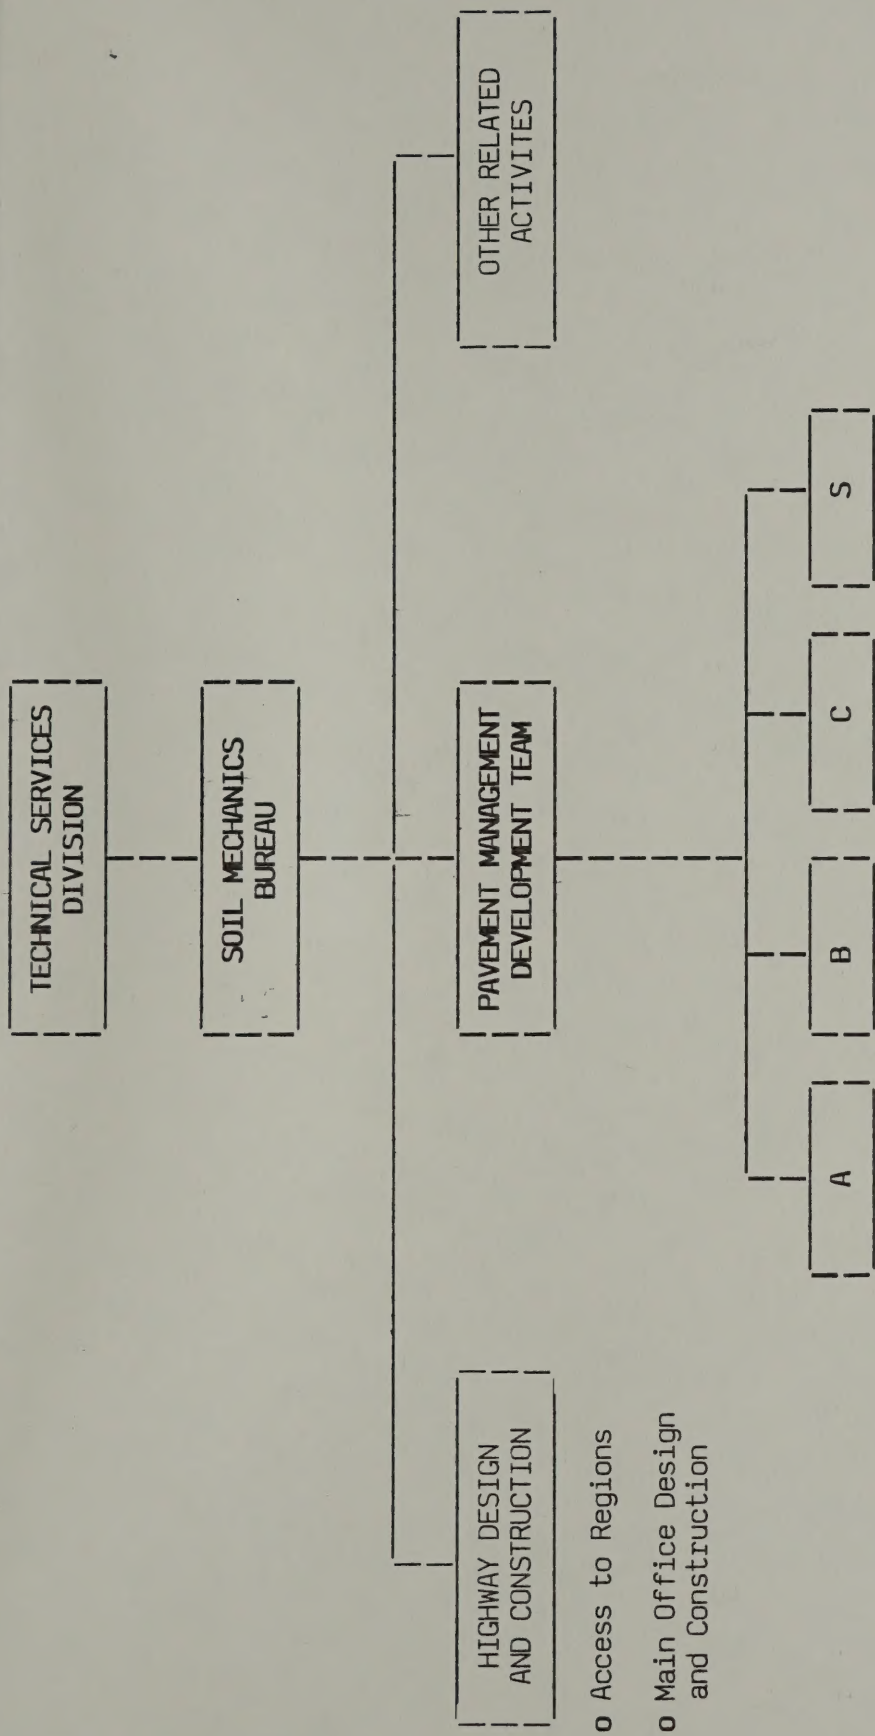 TECHNICAL SERVICES
DIVISION
SOIL MECHANICS
BUREAU
HIGHWAY DESIGN
AND CONSTRUCTION
PAVEMENT MANAGEMENT
DEVELOPMENT TEAM
OTHER RELATED
ACTIVITES
o Access to Regions
o Main Office Design
and Construction
A
B
C
S